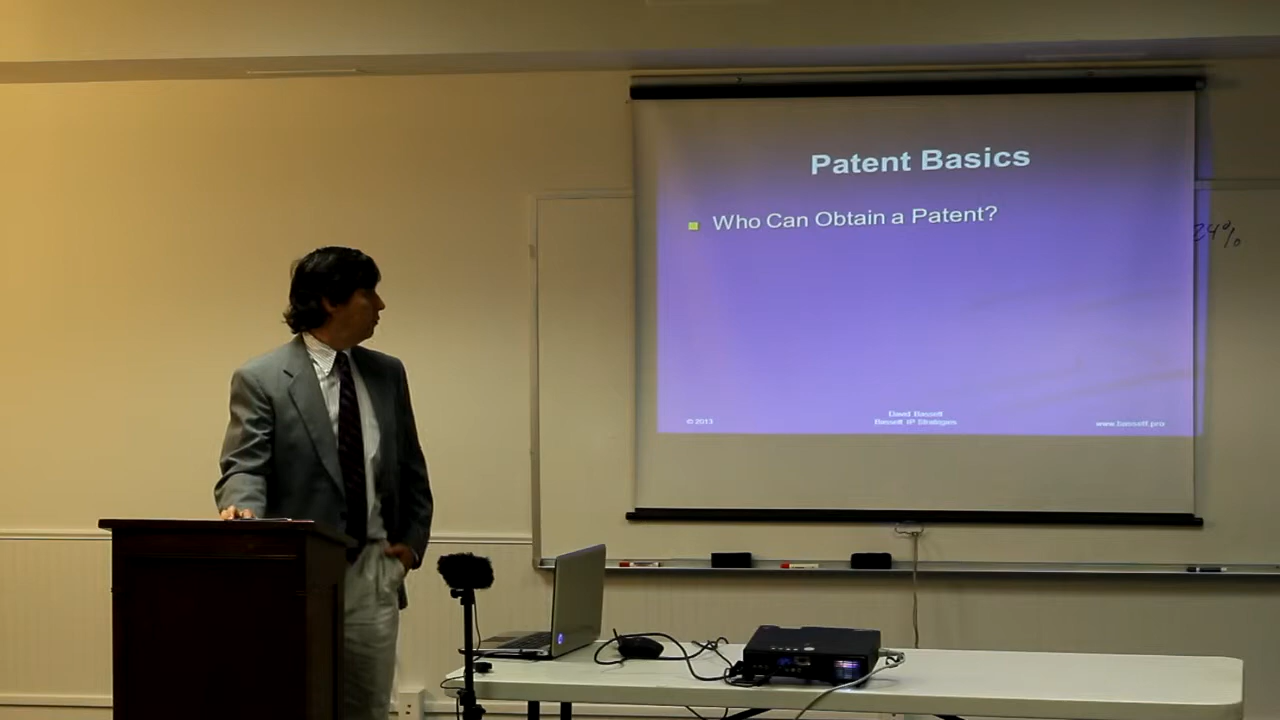 Patent Basics
Who Can Obtain a Patent?
24%
© 2013
David Bassett
Bassett IP Strategies
www.bassett.pro